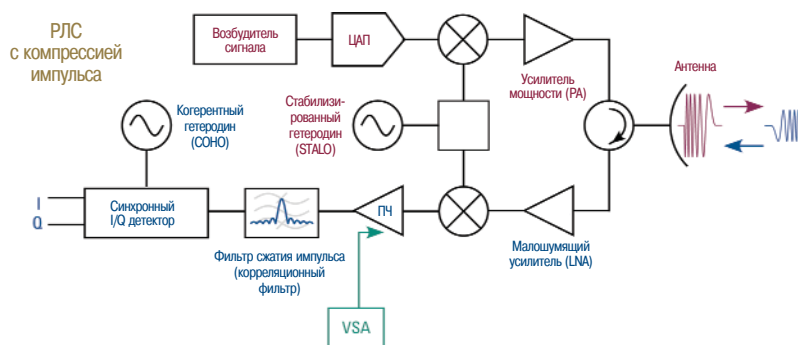 РЛС
с компрессией
импульса
Возбудитель
сигнала
ЦАП
Усилитель
мощности (PA)
Антенна
Когерентный
гетеродин
(COHO)
Стабилизи-
рованный
гетеродин
(STALO)
I
Q
Синхронный
I/Q детектор
ПЧ
Фильтр сжатия импульса
(корреляционный
фильтр)
Малошумящий
усилитель (LNA)
VSA